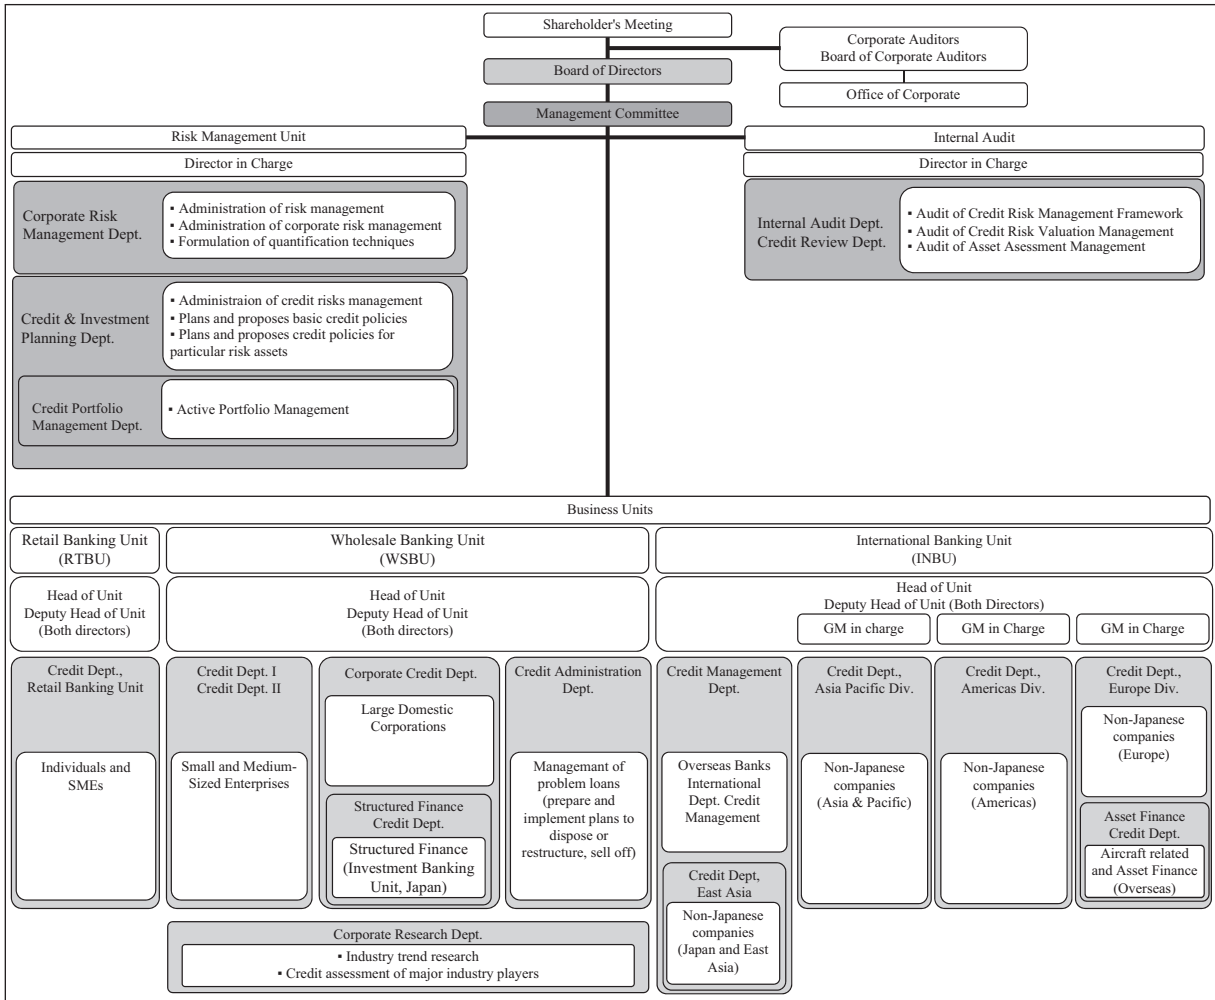 Shareholder's Meeting
Corporate Auditors
Board of Corporate Auditors
Board of Directors
Office of Corporate
Management Committee
Risk Management Unit
Internal Audit
Director in Charge
Director in Charge
Corporate Risk
Management Dept.
▪ Administration of risk management
▪ Administration of corporate risk management
▪ Formulation of quantification techniques
Internal Audit Dept.
Credit Review Dept.
▪ Audit of Credit Risk Management Framework
▪ Audit of Credit Risk Valuation Management
▪ Audit of Asset Asessment Management
Credit & Investment
Planning Dept.
▪ Administraion of credit risks management
▪ Plans and proposes basic credit policies
▪ Plans and proposes credit policies for
particular risk assets
Credit Portfolio
Management Dept.
▪ Active Portfolio Management
Business Units
Retail Banking Unit
(RTBU)
Wholesale Banking Unit
(WSBU)
International Banking Unit
(INBU)
Head of Unit
Deputy Head of Unit
(Both directors)
Head of Unit
Deputy Head of Unit
(Both directors)
Head of Unit
Deputy Head of Unit (Both Directors)
GM in charge
GM in Charge
GM in Charge
Credit Dept.,
Retail Banking Unit
Individuals and
SMEs
Credit Dept. I
Credit Dept. II
Small and Medium-
Sized Enterprises
Corporate Credit Dept.
Large Domestic
Corporations
Structured Finance
Credit Dept.
Structured Finance
(Investment Banking
Unit, Japan)
Credit Administration
Dept.
Managemant of
problem loans
(prepare and
implement plans to
dispose or
restructure, sell off)
Corporate Research Dept.
▪ Industry trend research
▪ Credit assessment of major industry players
Credit Management
Dept.
Overseas Banks
International
Dept. Credit
Management
Credit Dept,
East Asia
Non-Japanese
companies
(Japan and East
Asia)
Credit Dept.,
Asia Pacific Div.
Non-Japanese
companies
(Asia & Pacific)
Credit Dept.,
Americas Div.
Non-Japanese
companies
(Americas)
Credit Dept.,
Europe Div.
Non-Japanese
companies
(Europe)
Asset Finance
Credit Dept.
Aircraft related
and Asset Finance
(Overseas)